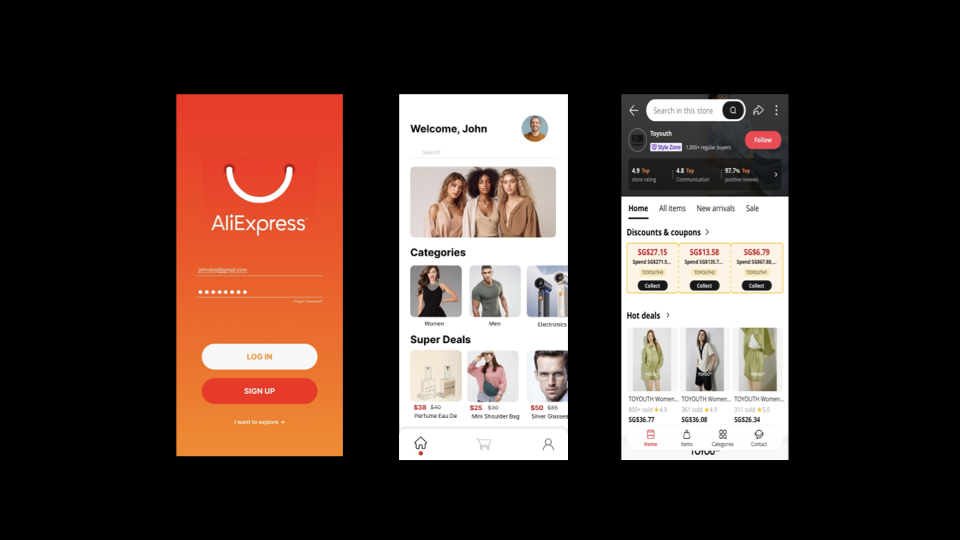 AliExpress
johndoe@gmail.com
Forgot Password?
LOG IN
SIGN UP
I want to explore →
Welcome, John
Search
Categories
Women
Men
Electronics
Super Deals
$38 $40
$25 $30
$50 $85
Perfume Eau De
Mini Shoulder Bag
Silver Glasses
Search in this store
Toyouth
Style Zone
1,000+ regular buyers
Follow
4.9 Top
store rating
4.8 Top
Communication
97.7% Top
positive reviews
Home
All items
New arrivals
Sale
Discounts & coupons
SG$27.15
SG$13.58
SG$6.79
Spend SG$271.5...
Spend SG$135.7...
Spend SG$67.88,...
TOYOUTH3
TOYOUTH2
TOYOUTH1
Collect
Collect
Collect
Hot deals
TOYOUTH Women...
TOYOUTH Women...
TOYOUTH Women...
800+ sold ★4.9
361 sold ★4.9
311 sold ★5.0
SG$36.77
SG$36.08
SG$26.34
Home
Items
Categories
Contact